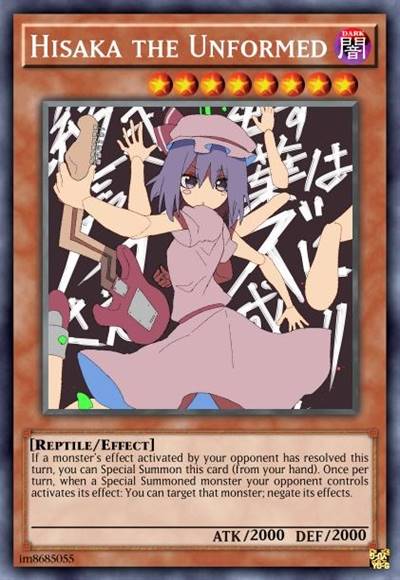 HISAKA THE UNFORMED
DARK
闇
[REPTILE/EFFECT]
If a monster's effect activated by your opponent has resolved this
turn, you can Special Summon this card (from your hand). Once per
turn, when a Special Summoned monster your opponent controls
activates its effect: You can target that monster; negate its effects.
ATK/2000 DEF/2000
im8685055